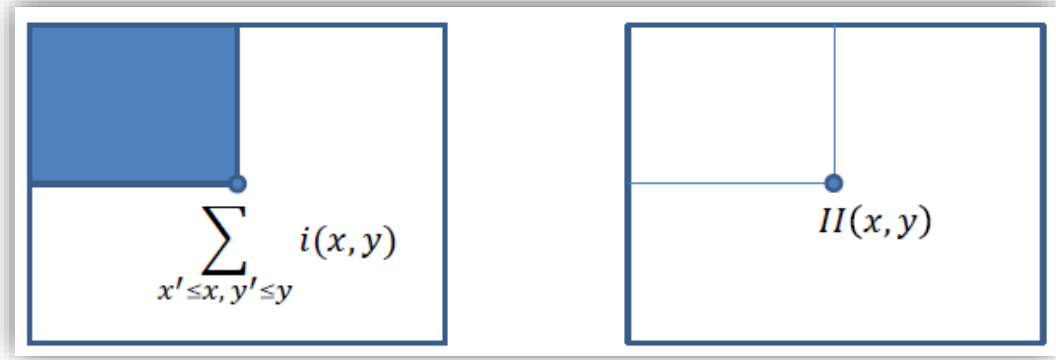 ∑ i(x, y)
x′≤x, y′≤y
II(x, y)